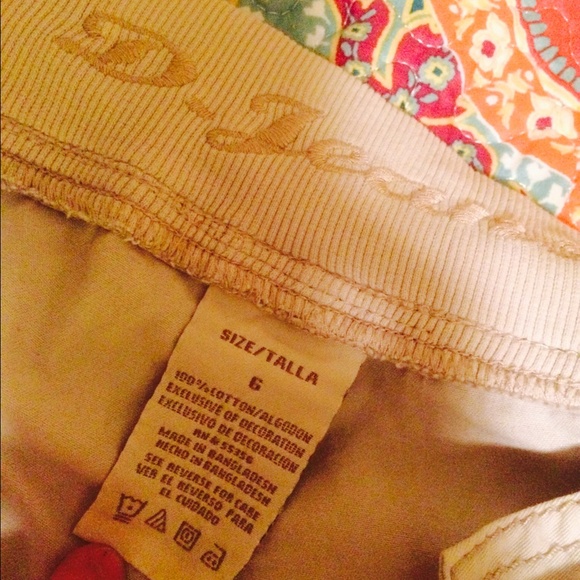 D-Jeans
SIZE/TALLA
6
100% COTTON/ALGODON
EXCLUSIVE OF DECORATION
EXCLUSIVO DE DECORACIÓN
RN # 55356
MADE IN BANGLADESH
HECHO EN BANGLADESH
SEE REVERSE FOR CARE
VER EL REVERSO PARA
EL CUIDADO